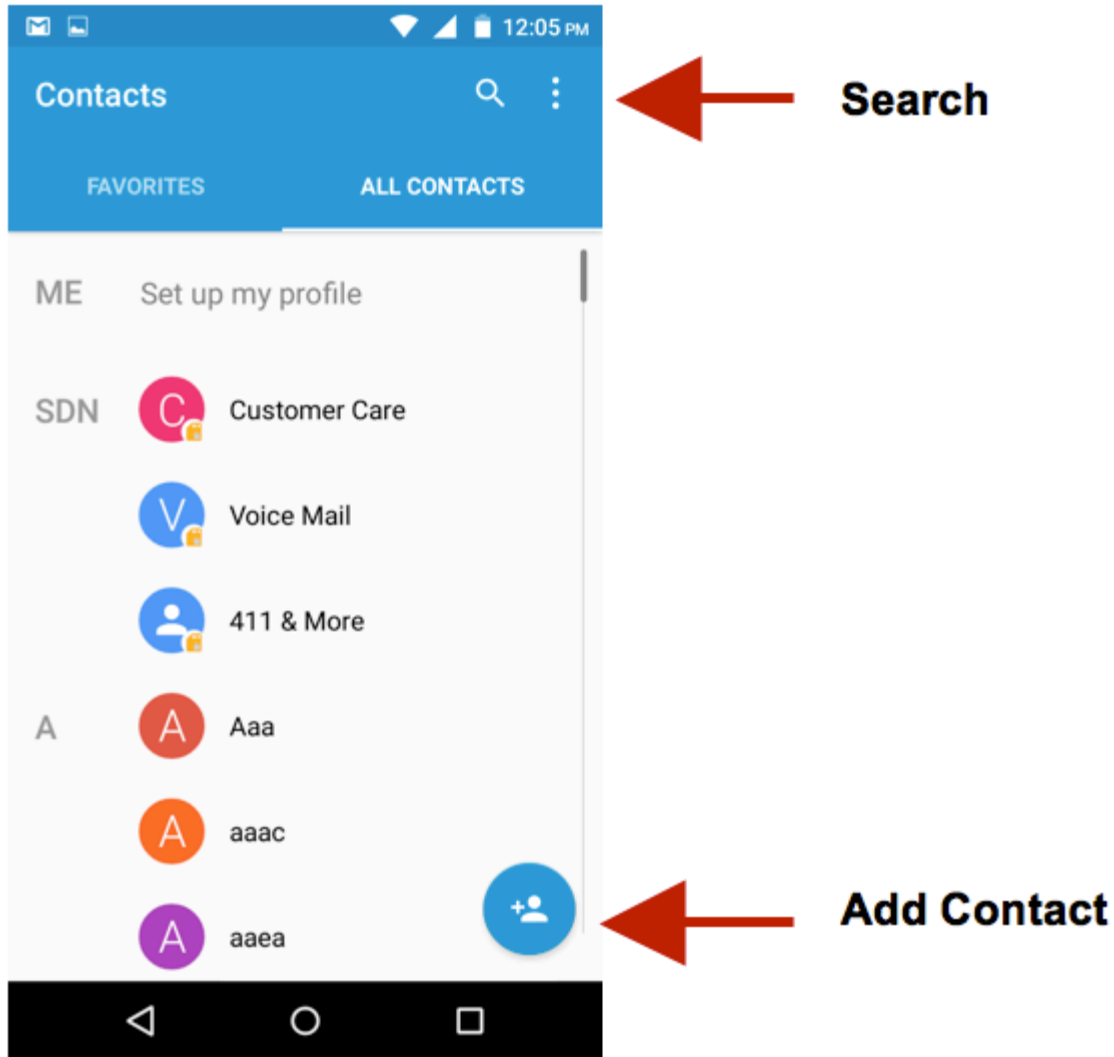 12:05 PM
Contacts
Search
FAVORITES ALL CONTACTS
ME Set up my profile
SDN C Customer Care
V Voice Mail
411 & More
A A Aaa
A aaac
Add Contact
A aaea